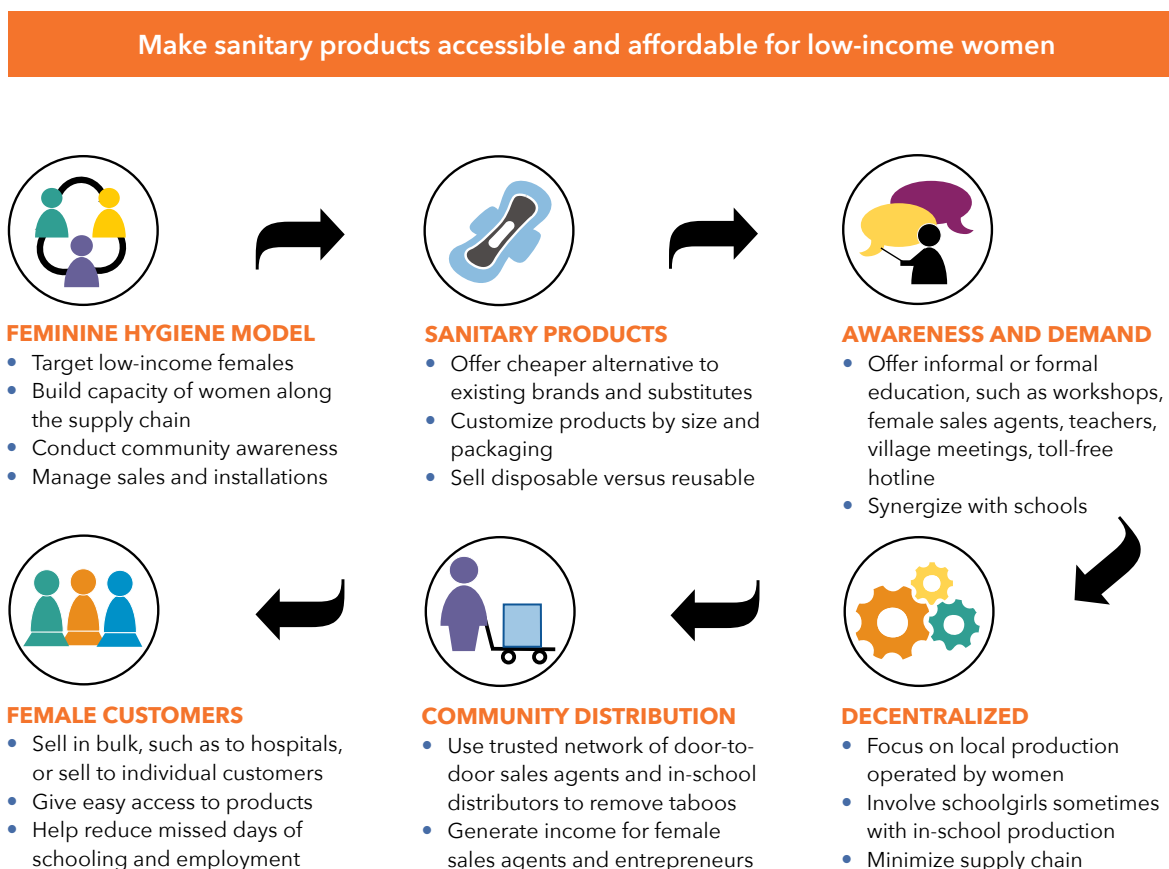 Make sanitary products accessible and affordable for low-income women
FEMININE HYGIENE MODEL
• Target low-income females
• Build capacity of women along
the supply chain
• Conduct community awareness
• Manage sales and installations
SANITARY PRODUCTS
• Offer cheaper alternative to
existing brands and substitutes
• Customize products by size and
packaging
• Sell disposable versus reusable
AWARENESS AND DEMAND
• Offer informal or formal
education, such as workshops,
female sales agents, teachers,
village meetings, toll-free
hotline
• Synergize with schools
FEMALE CUSTOMERS
• Sell in bulk, such as to hospitals,
or sell to individual customers
• Give easy access to products
• Help reduce missed days of
schooling and employment
COMMUNITY DISTRIBUTION
• Use trusted network of door-to-
door sales agents and in-school
distributors to remove taboos
• Generate income for female
sales agents and entrepreneurs
DECENTRALIZED
• Focus on local production
operated by women
• Involve schoolgirls sometimes
with in-school production
• Minimize supply chain